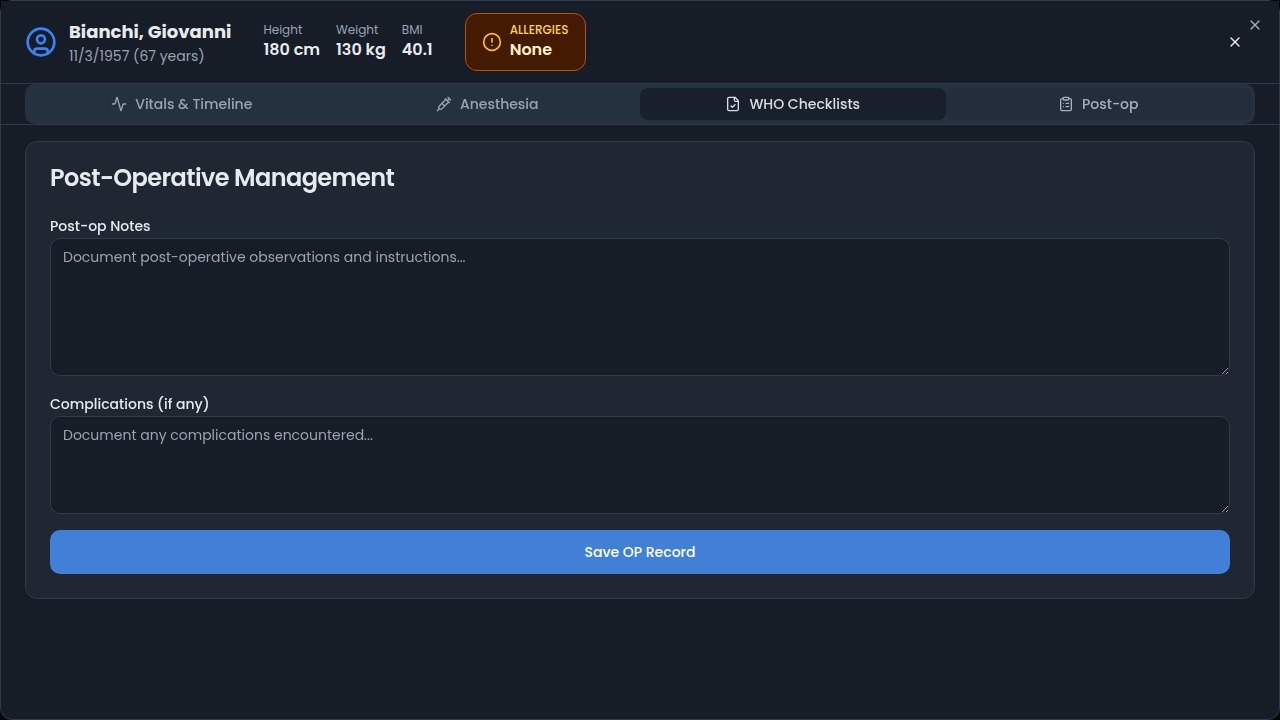 Bianchi, Giovanni
11/3/1957 (67 years)
Height
180 cm
Weight
130 kg
BMI
40.1
ALLERGIES
None
Vitals & Timeline
Anesthesia
WHO Checklists
Post-op
Post-Operative Management
Post-op Notes
Document post-operative observations and instructions...
Complications (if any)
Document any complications encountered...
Save OP Record